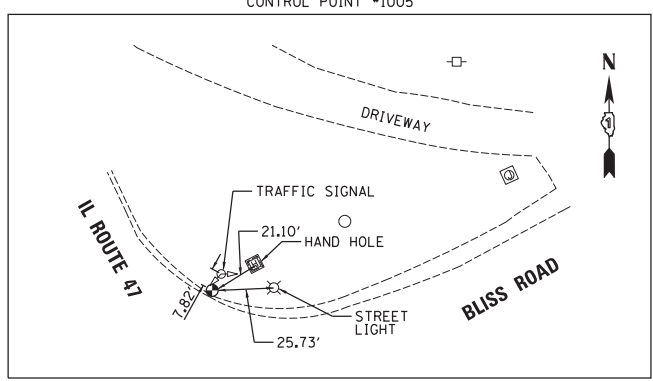 CONTROL POINT #1005
N
1
DRIVEWAY
TRAFFIC SIGNAL
21.10'
HAND HOLE
H
IL ROUTE 47
7.82'
STREET
LIGHT
BLISS ROAD
25.73'